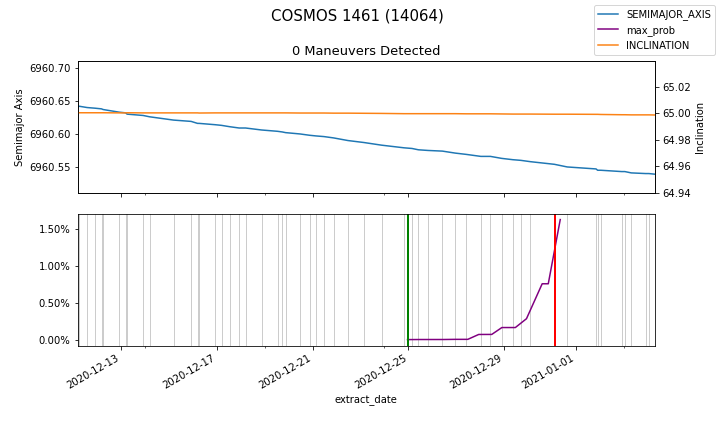 COSMOS 1461 (14064)
SEMIMAJOR_AXIS
max_prob
INCLINATION
0 Maneuvers Detected
Semimajor Axis
6960.70
6960.65
6960.60
6960.55
65.02
65.00
64.98
64.96
64.94
Inclination
1.50%
1.00%
0.50%
0.00%
2020-12-13
2020-12-17
2020-12-21
2020-12-25
2020-12-29
2021-01-01
extract_date